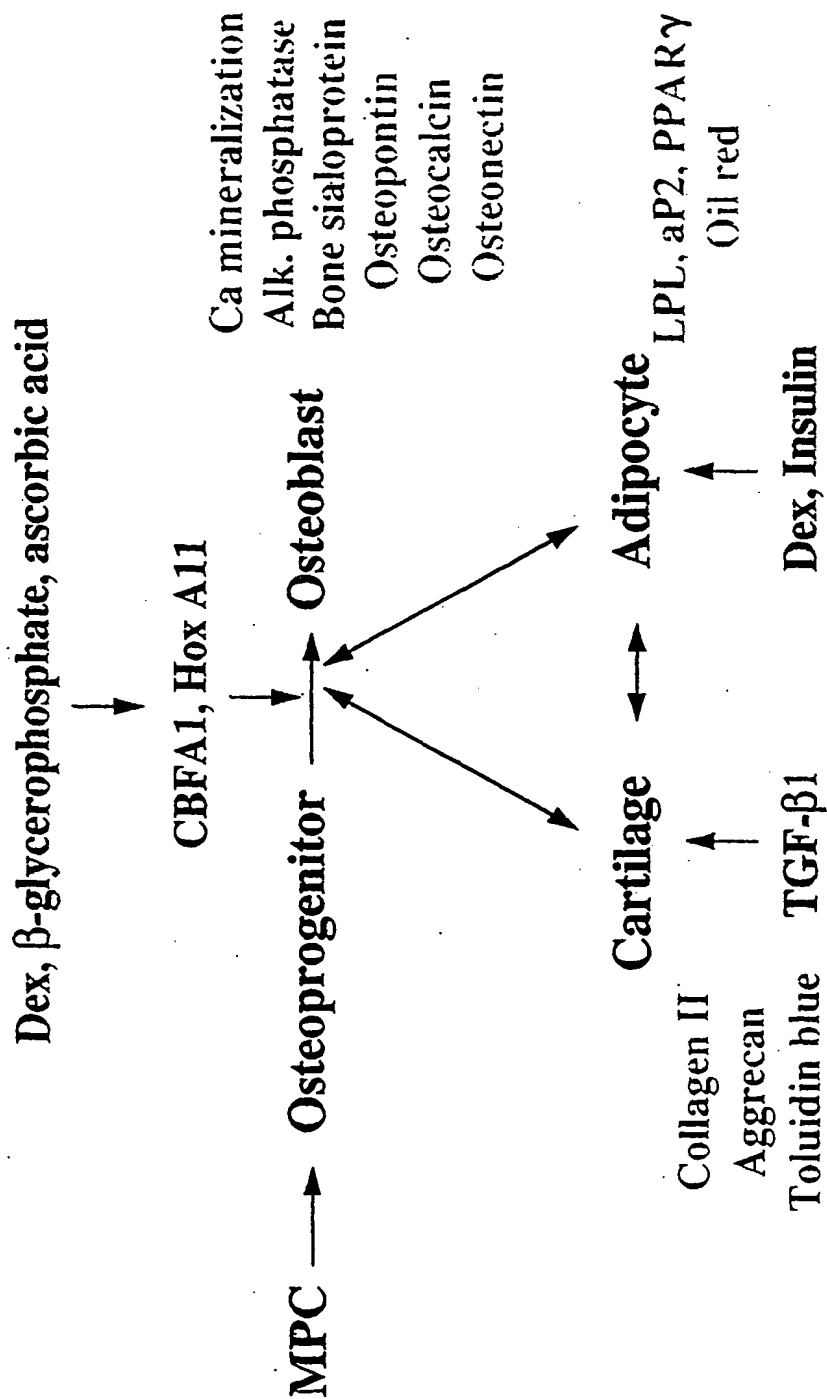 Dex, β-glycerophosphate, ascorbic acid
CBFA1, Hox A11
MPC
Osteoprogenitor
Osteoblast
Ca mineralization
Alk. phosphatase
Bone sialoprotein
Osteopontin
Osteocalcin
Osteonectin
Cartilage
Adipocyte
Collagen II
Aggrecan
Toluidin blue
TGF-β1
LPL, aP2, PPARγ
Oil red
Dex, Insulin